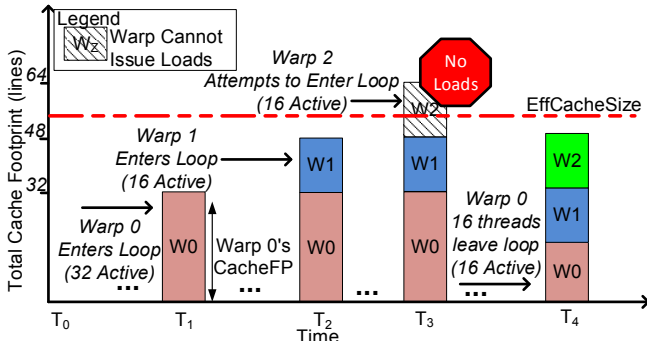 Legend
Wz
Warp Cannot
Issue Loads
Total Cache Footprint (lines)
64
48
32
Warp 2
Attempts to Enter Loop
(16 Active)
No
Loads
EffCacheSize
Warp 1
Enters Loop
(16 Active)
Warp 0
Enters Loop
(32 Active)
Warp 0's
CacheFP
Warp 0
16 threads
leave loop
(16 Active)
W0
W1
W0
W2
W1
W0
W2
W1
W0
...
...
...
...
T0
T1
T2
T3
T4
Time